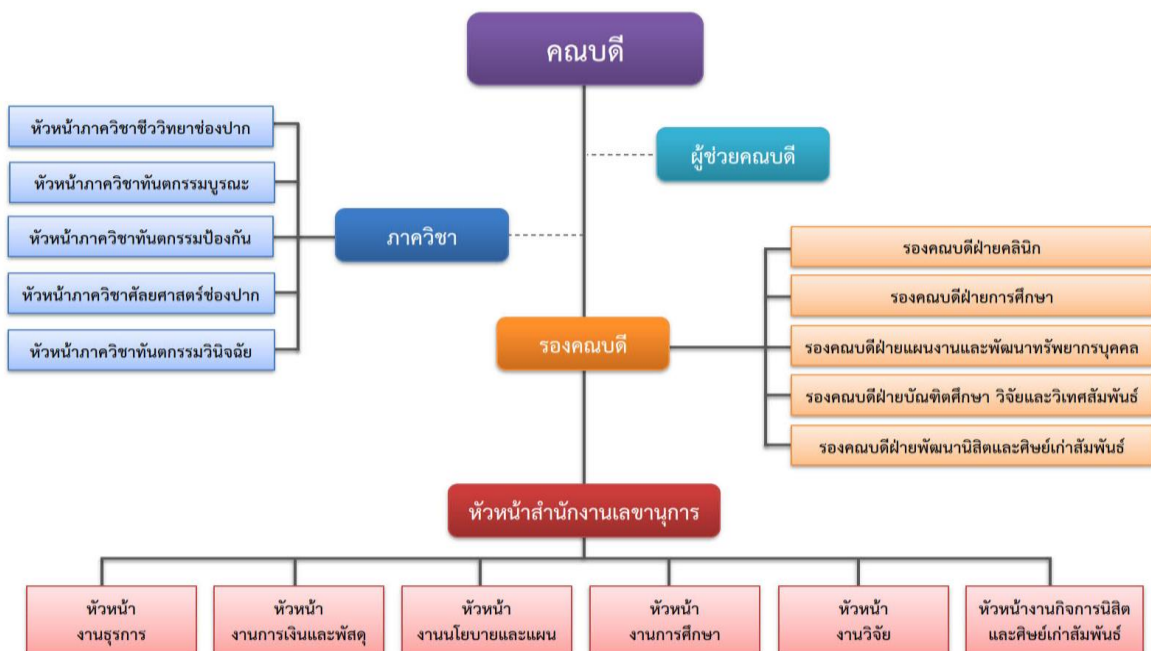 คณบดี
ผู้ช่วยคณบดี
ภาควิชา
หัวหน้าภาควิชาชีววิทยาช่องปาก
หัวหน้าภาควิชาทันตกรรมบูรณะ
หัวหน้าภาควิชาทันตกรรมป้องกัน
หัวหน้าภาควิชาศัลยศาสตร์ช่องปาก
หัวหน้าภาควิชาทันตกรรมวินิจฉัย
รองคณบดี
รองคณบดีฝ่ายคลินิก
รองคณบดีฝ่ายการศึกษา
รองคณบดีฝ่ายแผนงานและพัฒนาทรัพยากรบุคคล
รองคณบดีฝ่ายบัณฑิตศึกษา วิจัยและวิเทศสัมพันธ์
รองคณบดีฝ่ายพัฒนานิสิตและศิษย์เก่าสัมพันธ์
หัวหน้าสำนักงานเลขานุการ
หัวหน้า
งานธุรการ
หัวหน้า
งานการเงินและพัสดุ
หัวหน้า
งานนโยบายและแผน
หัวหน้า
งานการศึกษา
หัวหน้า
งานวิจัย
หัวหน้างานกิจการนิสิต
และศิษย์เก่าสัมพันธ์